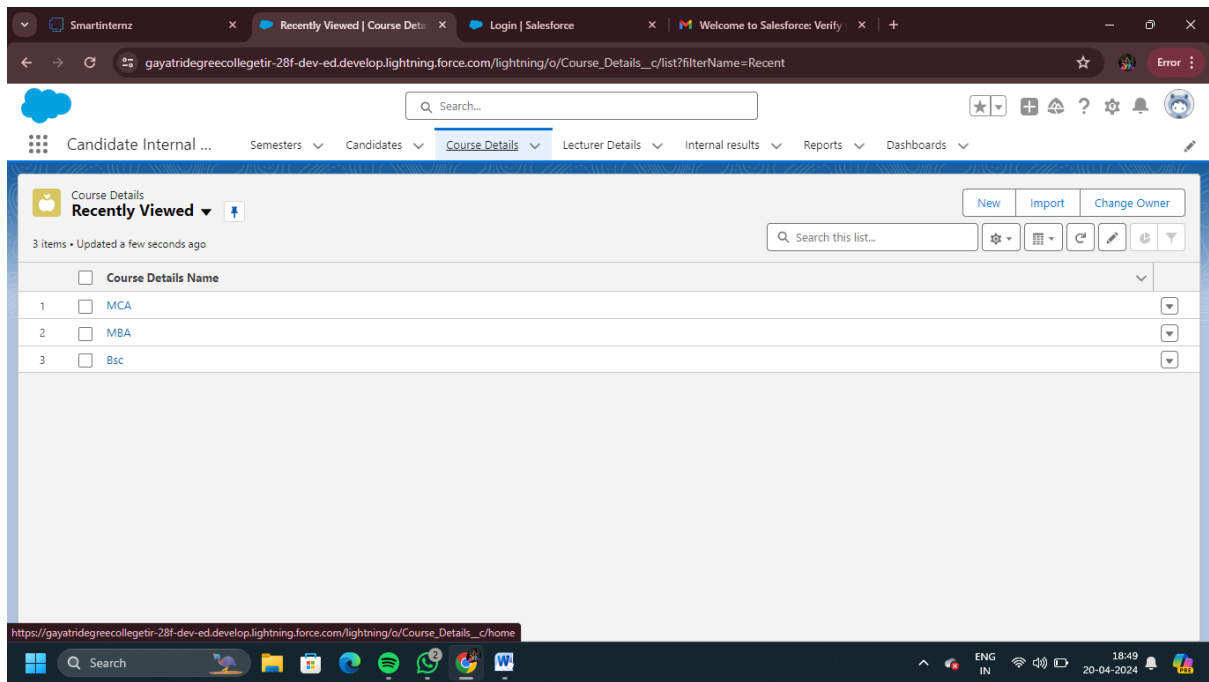 Smartinternz
Recently Viewed | Course Deta
Login | Salesforce
Welcome to Salesforce: Verify
gayatridegreecollegetir-28f-dev-ed.develop.lightning.force.com/lightning/o/Course_Details__c/list?filterName=Recent
Error
Search...
Candidate Internal ...
Semesters
Candidates
Course Details
Lecturer Details
Internal results
Reports
Dashboards
Course Details
Recently Viewed
New
Import
Change Owner
3 items • Updated a few seconds ago
Search this list...
Course Details Name
1 MCA
2 MBA
3 Bsc
https://gayatridegreecollegetir-28f-dev-ed.develop.lightning.force.com/lightning/o/Course_Details__c/home
Search
2
ENG
IN
18:49
20-04-2024
PRE